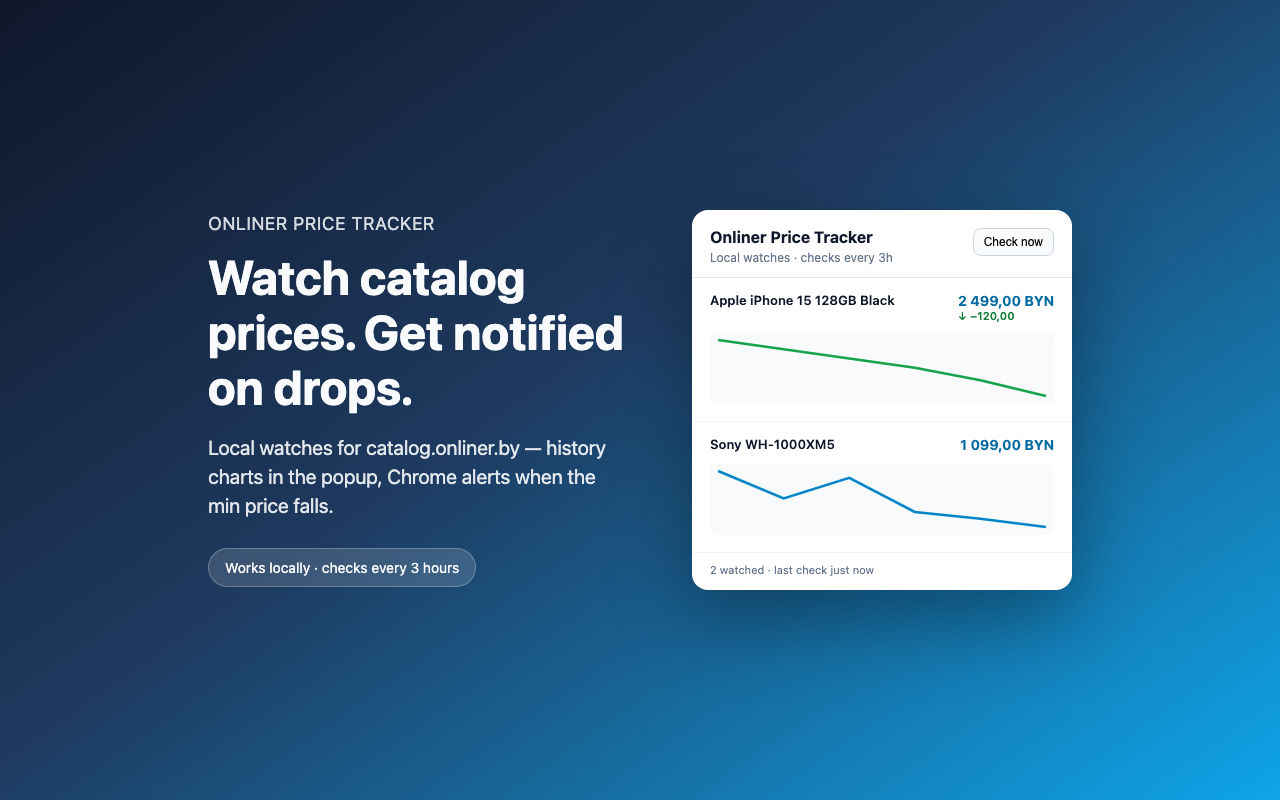 ONLINER PRICE TRACKER
Watch catalog
prices. Get notified
on drops.
Local watches for catalog.onliner.by — history
charts in the popup, Chrome alerts when the
min price falls.
Works locally · checks every 3 hours
Onliner Price Tracker
Check now
Local watches · checks every 3h
Apple iPhone 15 128GB Black
2 499,00 BYN
↓ −120,00
Sony WH-1000XM5
1 099,00 BYN
2 watched · last check just now